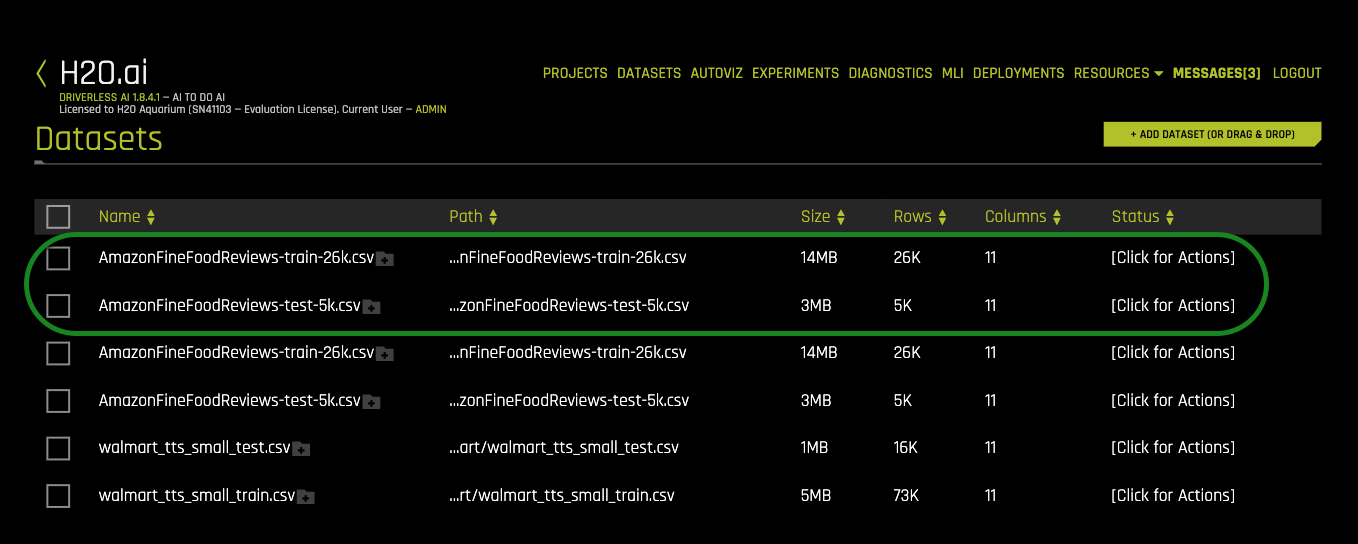 H2O.ai
PROJECTS DATASETS AUTOVIZ EXPERIMENTS DIAGNOSTICS MLI DEPLOYMENTS RESOURCES MESSAGES[3] LOGOUT
DRIVERLESS AI 1.8.4.1 — AI TO DO AI
Licensed to H2O Aquarium (SN41103 — Evaluation License). Current User — ADMIN
Datasets
+ ADD DATASET (OR DRAG & DROP)
Name Path Size Rows Columns Status
AmazonFineFoodReviews-train-26k.csv ...nFineFoodReviews-train-26k.csv 14MB 26K 11 [Click for Actions]
AmazonFineFoodReviews-test-5k.csv ...zonFineFoodReviews-test-5k.csv 3MB 5K 11 [Click for Actions]
AmazonFineFoodReviews-train-26k.csv ...nFineFoodReviews-train-26k.csv 14MB 26K 11 [Click for Actions]
AmazonFineFoodReviews-test-5k.csv ...zonFineFoodReviews-test-5k.csv 3MB 5K 11 [Click for Actions]
walmart_tts_small_test.csv ...art/walmart_tts_small_test.csv 1MB 16K 11 [Click for Actions]
walmart_tts_small_train.csv ...rt/walmart_tts_small_train.csv 5MB 73K 11 [Click for Actions]